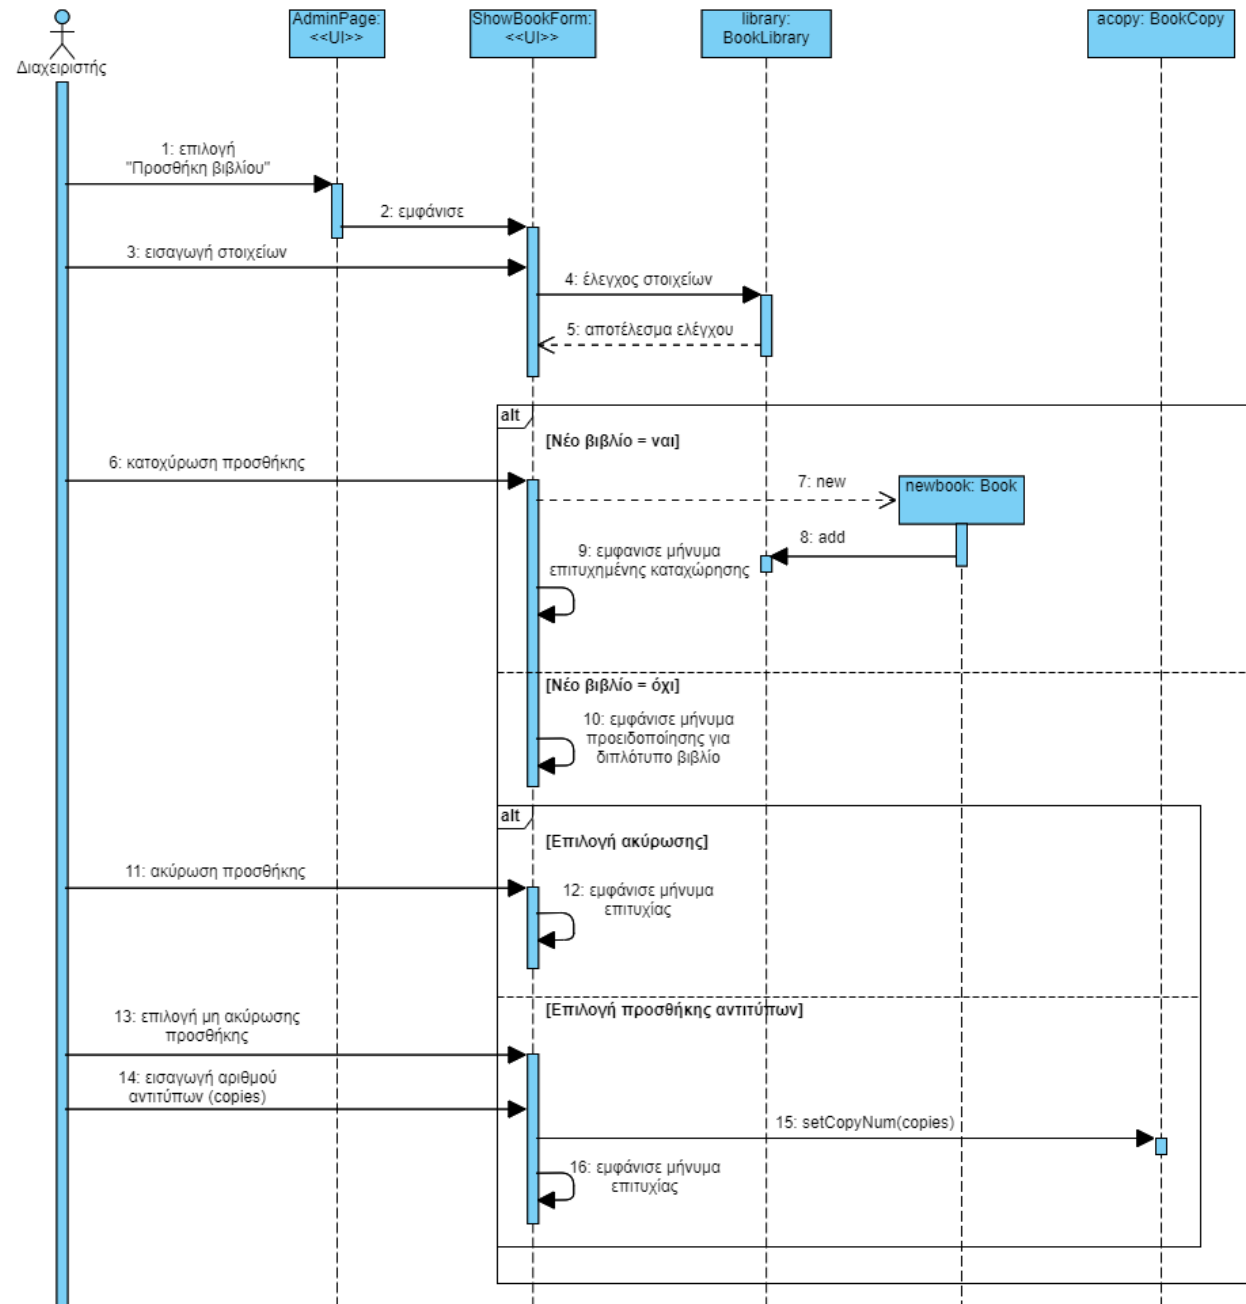 AdminPage:
<<UI>>
ShowBookForm:
<<UI>>
library:
BookLibrary
acopy: BookCopy
Διαχειριστής
1: επιλογή
"Προσθήκη βιβλίου"
2: εμφάνισε
3: εισαγωγή στοιχείων
4: έλεγχος στοιχείων
5: αποτέλεσμα ελέγχου
alt
[Νέο βιβλίο = ναι]
6: κατοχύρωση προσθήκης
7: new
newbook: Book
8: add
9: εμφανισε μήνυμα
επιτυχημένης καταχώρησης
[Νέο βιβλίο = όχι]
10: εμφάνισε μήνυμα
προειδοποίησης για
διπλότυπο βιβλίο
alt
[Επιλογή ακύρωσης]
11: ακύρωση προσθήκης
12: εμφάνισε μήνυμα
επιτυχίας
[Επιλογή προσθήκης αντιτύπων]
13: επιλογή μη ακύρωσης
προσθήκης
14: εισαγωγή αριθμού
αντιτύπων (copies)
15: setCopyNum(copies)
16: εμφάνισε μήνυμα
επιτυχίας